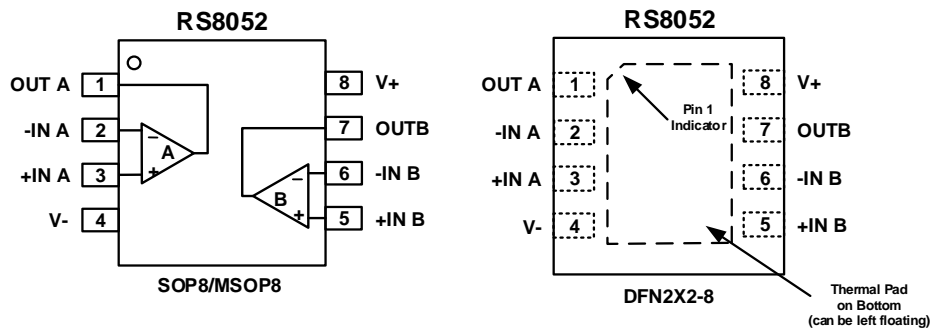 RS8052
OUT A 1
-IN A 2
+IN A 3
V- 4
8 V+
7 OUTB
6 -IN B
5 +IN B
− + A
− + B
SOP8/MSOP8
RS8052
OUT A 1
-IN A 2
+IN A 3
V- 4
8 V+
7 OUTB
6 -IN B
5 +IN B
Pin 1
Indicator
DFN2X2-8
Thermal Pad
on Bottom
(can be left floating)